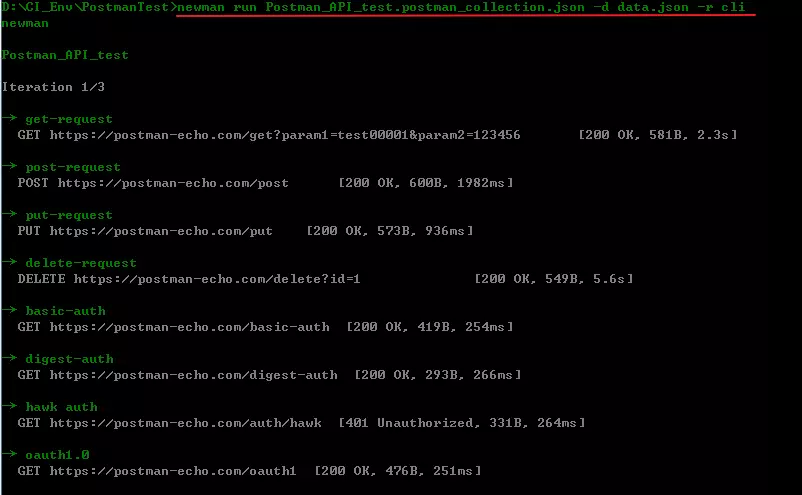 D:\CI_Env\PostmanTest>newman run Postman_API_test.postman_collection.json -d data.json -r cli
newman
Postman_API_test
Iteration 1/3
→ get-request
GET https://postman-echo.com/get?param1=test00001&param2=123456 [200 OK, 581B, 2.3s]
→ post-request
POST https://postman-echo.com/post [200 OK, 600B, 1982ms]
→ put-request
PUT https://postman-echo.com/put [200 OK, 573B, 936ms]
→ delete-request
DELETE https://postman-echo.com/delete?id=1 [200 OK, 549B, 5.6s]
→ basic-auth
GET https://postman-echo.com/basic-auth [200 OK, 419B, 254ms]
→ digest-auth
GET https://postman-echo.com/digest-auth [200 OK, 293B, 266ms]
→ hawk auth
GET https://postman-echo.com/auth/hawk [401 Unauthorized, 331B, 264ms]
→ oauth1.0
GET https://postman-echo.com/oauth1 [200 OK, 476B, 251ms]